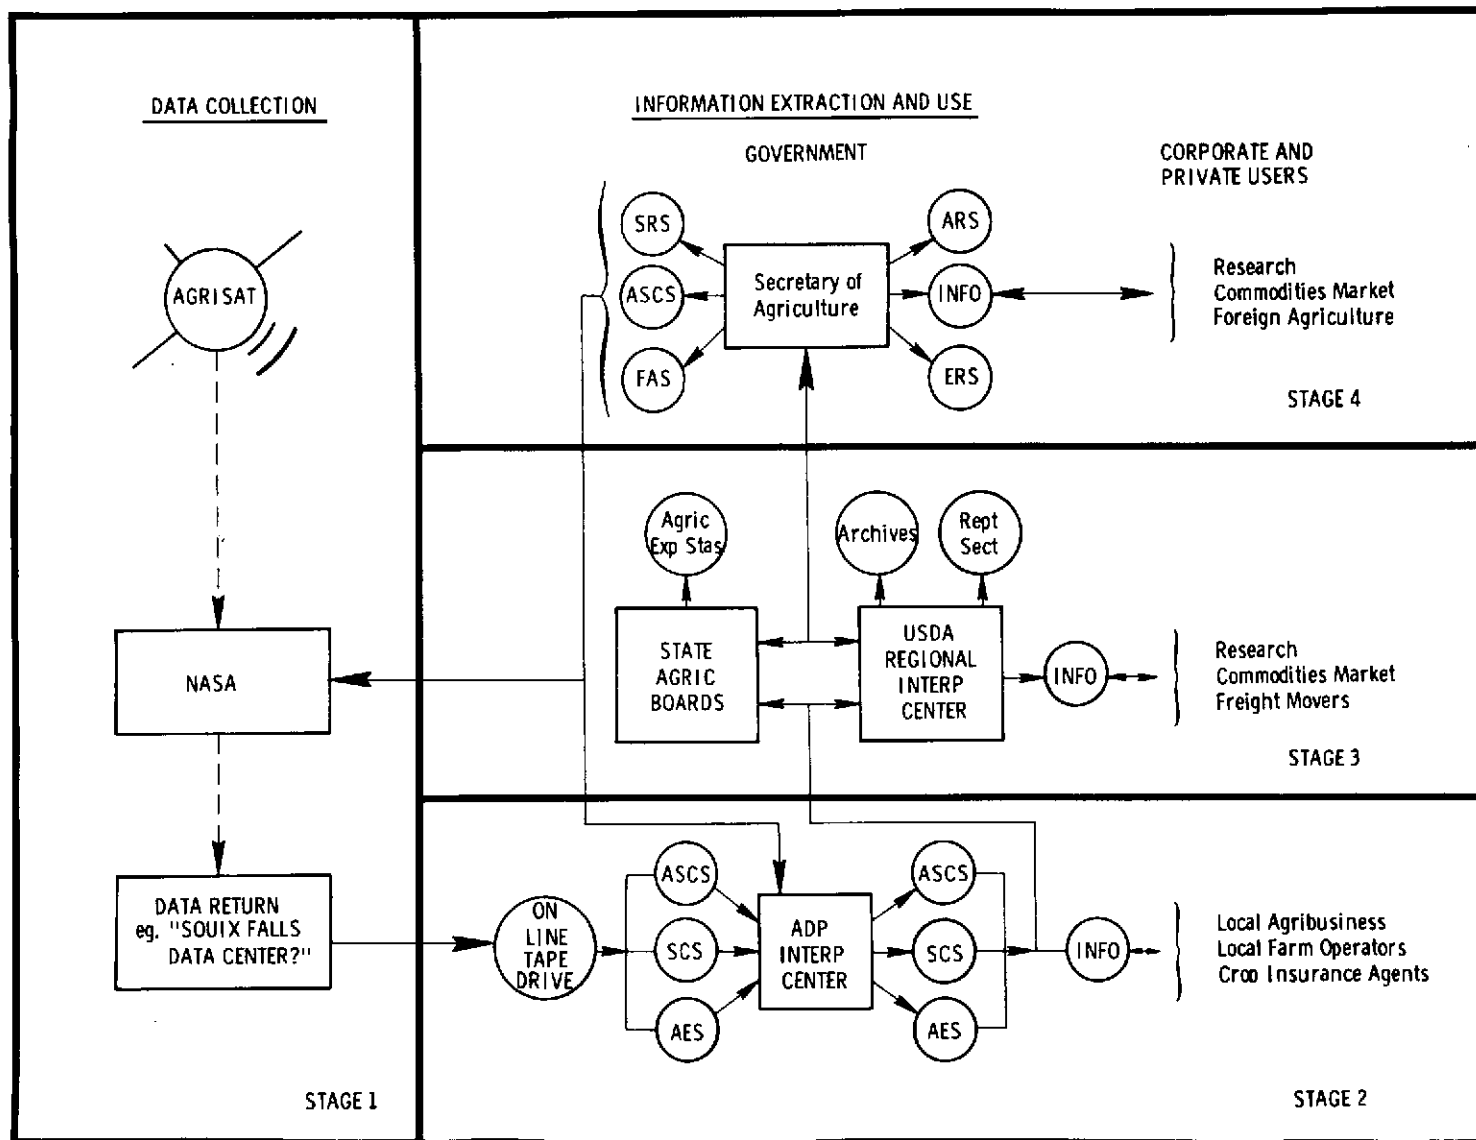 DATA COLLECTION
AGRISAT
NASA
DATA RETURN
eg. "SOUIX FALLS
DATA CENTER?"
STAGE 1
INFORMATION EXTRACTION AND USE
GOVERNMENT
CORPORATE AND
PRIVATE USERS
SRS
ASCS
FAS
Secretary of
Agriculture
ARS
INFO
ERS
Research
Commodities Market
Foreign Agriculture
STAGE 4
Agric
Exp Stas
Archives
Rept
Sect
STATE
AGRIC
BOARDS
USDA
REGIONAL
INTERP
CENTER
INFO
Research
Commodities Market
Freight Movers
STAGE 3
ON
LINE
TAPE
DRIVE
ASCS
SCS
AES
ADP
INTERP
CENTER
ASCS
SCS
AES
INFO
Local Agribusiness
Local Farm Operators
Crop Insurance Agents
STAGE 2